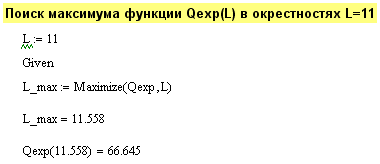 Поиск максимума функции Qexp(L) в окрестностях L=11
L := 11
Given
L_max := Maximize(Qexp,L)
L_max = 11.558
Qexp(11.558) = 66.645